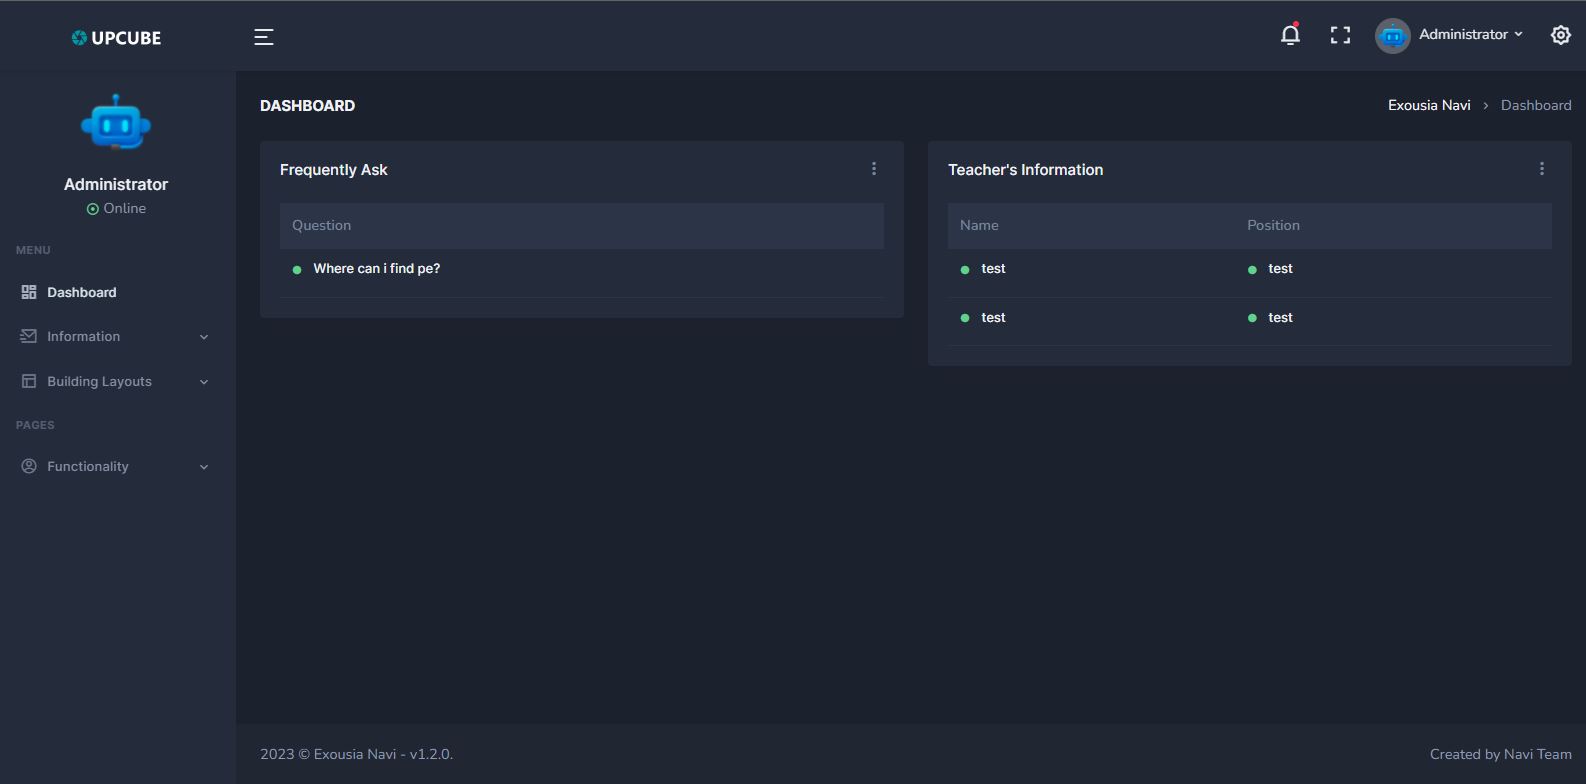 UPCUBE
Administrator
Administrator
Online
MENU
Dashboard
Information
Building Layouts
PAGES
Functionality
DASHBOARD
Exousia Navi > Dashboard
Frequently Ask
Question
Where can i find pe?
Teacher's Information
Name Position
test test
test test
2023 © Exousia Navi - v1.2.0.
Created by Navi Team